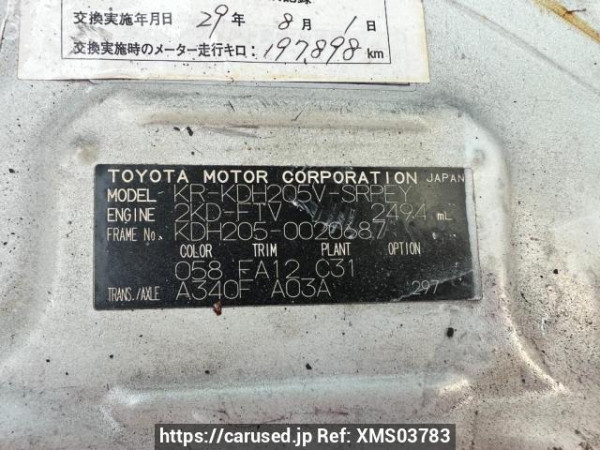 交換実施年月日 29年 8月 1日
交換実施時のメーター走行キロ: 197,898 km
TOYOTA MOTOR CORPORATION JAPAN
MODEL KR-KDH205V-SRPEY
ENGINE 2KD-FTV 2494 mL
FRAME No. KDH205-0020687
COLOR TRIM PLANT OPTION
058 FA12 C31
TRANS./AXLE A340F A03A 297
https://carused.jp Ref: XMS03783